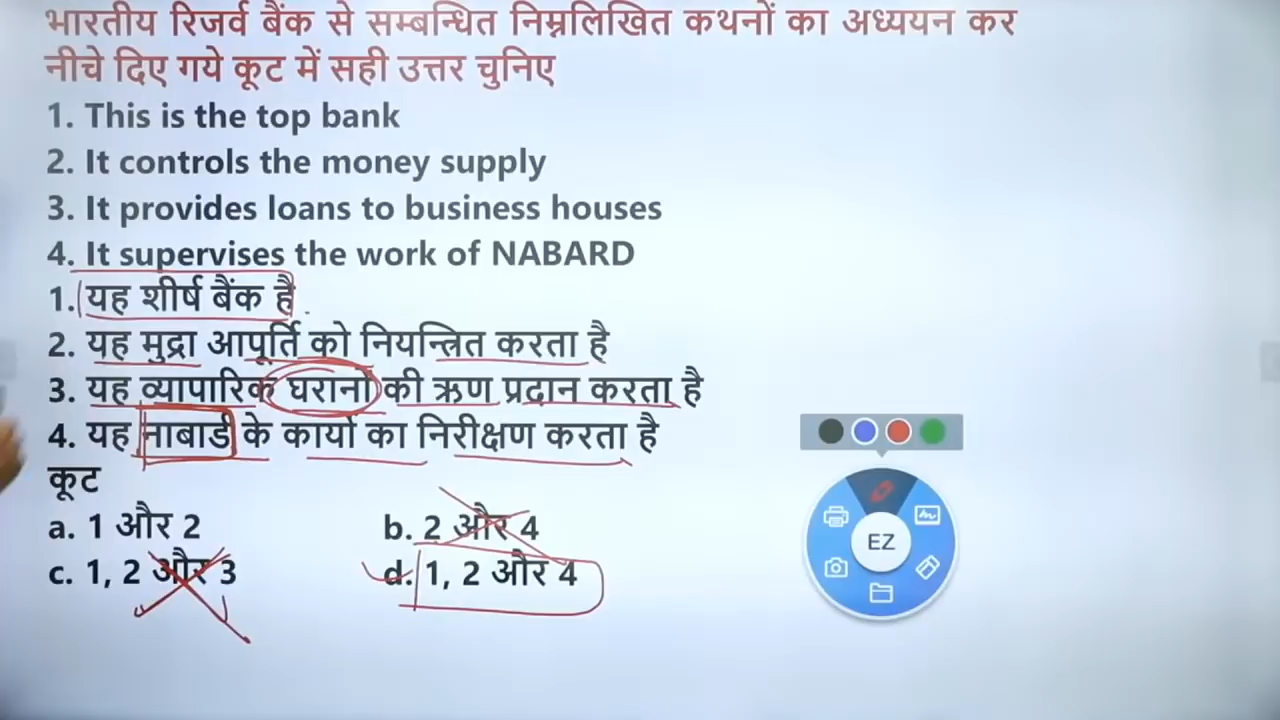 भारतीय रिजर्व बैंक से सम्बन्धित निम्नलिखित कथनों का अध्ययन कर
नीचे दिए गये कूट में सही उत्तर चुनिए
1. This is the top bank
2. It controls the money supply
3. It provides loans to business houses
4. It supervises the work of NABARD
1. यह शीर्ष बैंक है
2. यह मुद्रा आपूर्ति को नियन्त्रित करता है
3. यह व्यापारिक घरानों की ऋण प्रदान करता है
4. यह नाबार्ड के कार्यो का निरीक्षण करता है
कूट
a. 1 और 2 b. 2 और 4
c. 1, 2 और 3 d. 1, 2 और 4
EZ